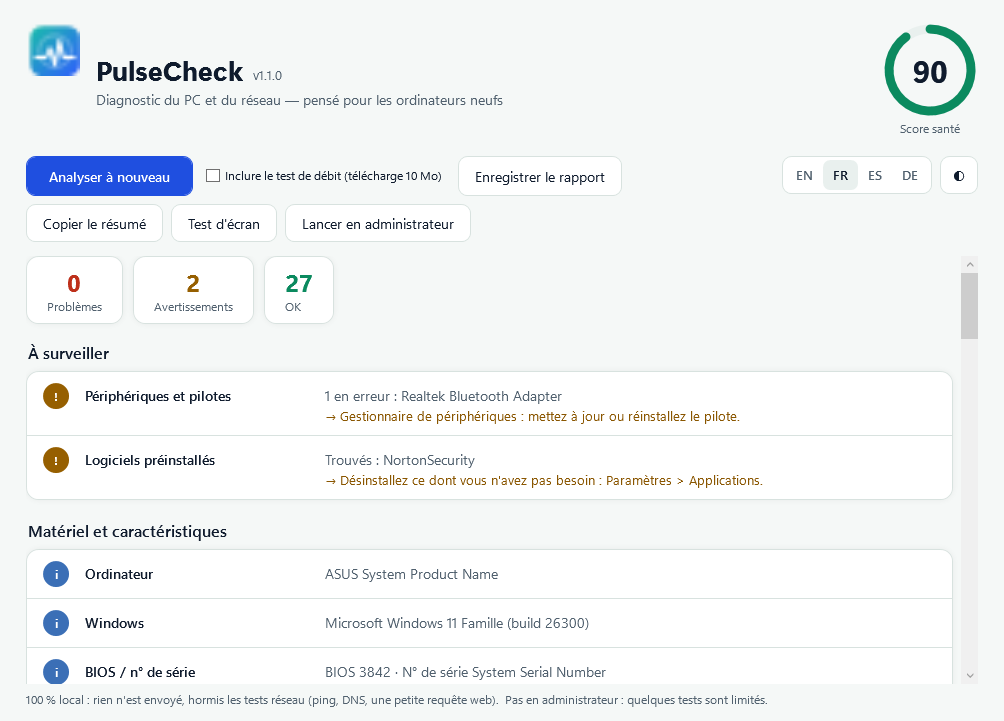 PulseCheck v1.1.0
Diagnostic du PC et du réseau — pensé pour les ordinateurs neufs
90
Score santé
Analyser à nouveau
Inclure le test de débit (télécharge 10 Mo)
Enregistrer le rapport
EN FR ES DE
Copier le résumé
Test d'écran
Lancer en administrateur
0
Problèmes
2
Avertissements
27
OK
À surveiller
! Périphériques et pilotes
1 en erreur : Realtek Bluetooth Adapter
→ Gestionnaire de périphériques : mettez à jour ou réinstallez le pilote.
! Logiciels préinstallés
Trouvés : NortonSecurity
→ Désinstallez ce dont vous n'avez pas besoin : Paramètres > Applications.
Matériel et caractéristiques
i Ordinateur
ASUS System Product Name
i Windows
Microsoft Windows 11 Famille (build 26300)
i BIOS / n° de série
BIOS 3842 · N° de série System Serial Number
100 % local : rien n'est envoyé, hormis les tests réseau (ping, DNS, une petite requête web). Pas en administrateur : quelques tests sont limités.